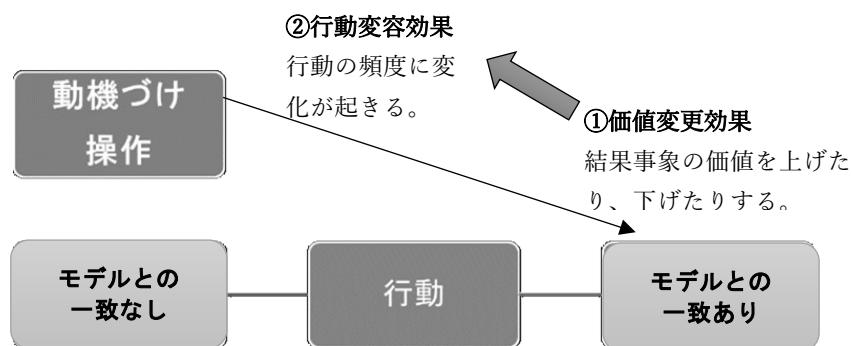 ②行動変容効果
行動の頻度に変
化が起きる。
動機づけ
操作
①価値変更効果
結果事象の価値を上げた
り、下げたりする。
モデルとの
一致なし
行動
モデルとの
一致あり